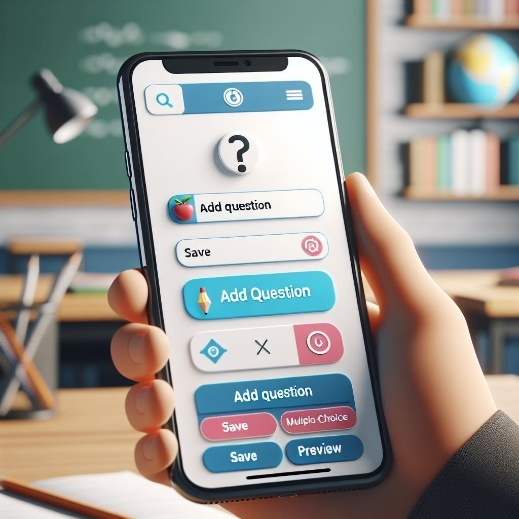 ?
Add question
Save
Add Question
Add question
Save
Multiple Choice
Save
Preview